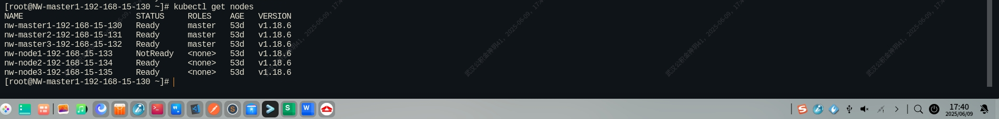 [root@NW-master1-192-168-15-130 ~]# kubectl get nodes
NAME STATUS ROLES AGE VERSION
nw-master1-192-168-15-130 Ready master 53d v1.18.6
nw-master2-192-168-15-131 Ready master 53d v1.18.6
nw-master3-192-168-15-132 Ready master 53d v1.18.6
nw-node1-192-168-15-133 NotReady <none> 53d v1.18.6
nw-node2-192-168-15-134 Ready <none> 53d v1.18.6
nw-node3-192-168-15-135 Ready <none> 53d v1.18.6
[root@NW-master1-192-168-15-130 ~]#
17:40
2025/06/09